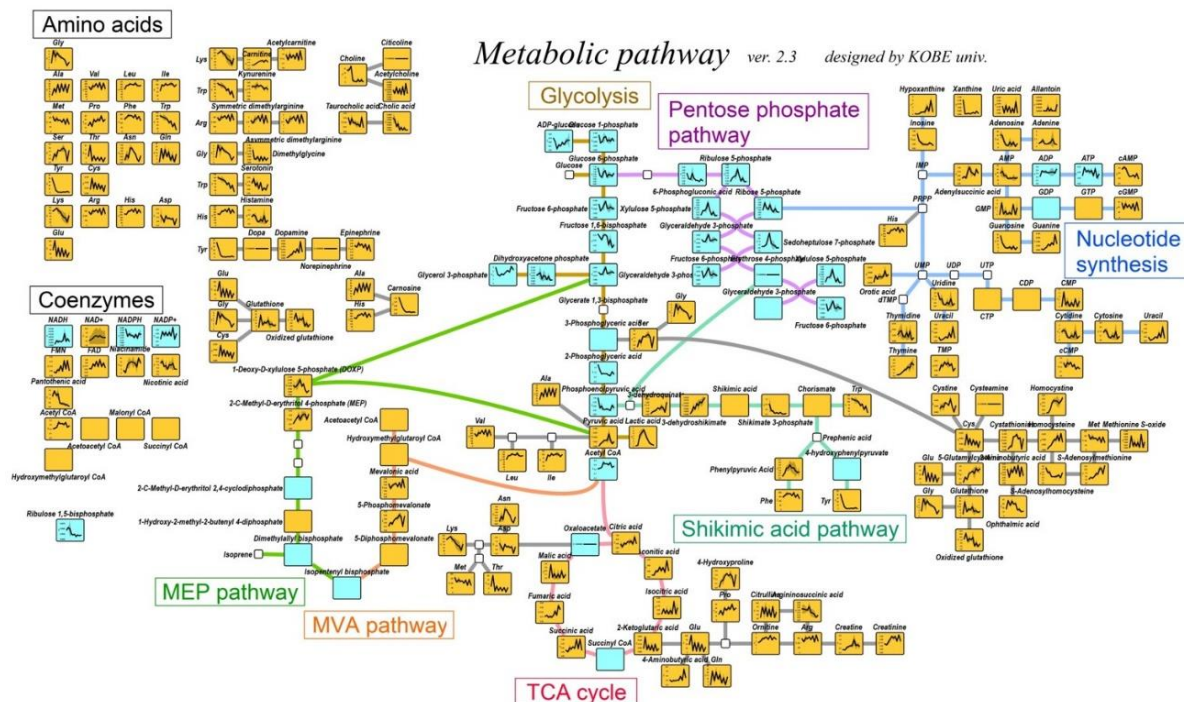 Metabolic pathway ver. 2.3 designed by KOBE univ.
Amino acids
Gly
Ala Val Leu Ile
Met Pro Phe Trp
Ser Thr Asn Gln
Tyr Cys
Lys Arg His Asp
Glu
Lys Carnitine Acetylcarnitine
Trp Kynurenine
Symmetric dimethylarginine
Arg
Asymmetric dimethylarginine
Gly Dimethylglycine
Trp Serotonin
His Histamine
Tyr Dopa Dopamine Epinephrine
Norepinephrine
Choline Citicoline
Acetylcholine
Taurocholic acid Cholic acid
Glu
Gly Glutathione
Cys Oxidized glutathione
Ala
His Carnosine
Coenzymes
NADH NAD+ NADPH NADP+
FMN FAD Niacinamide
Nicotinic acid
Pantothenic acid
Acetyl CoA Malonyl CoA
Acetoacetyl CoA Succinyl CoA
Hydroxymethylglutaroyl CoA
Ribulose 1,5-bisphosphate
Glycolysis
ADP-glucose Glucose 1-phosphate
Glucose 6-phosphate
Glucose
Fructose 6-phosphate
Fructose 1,6-bisphosphate
Dihydroxyacetone phosphate
Glycerol 3-phosphate
Glyceraldehyde 3-phos
Glycerate 1,3-bisphosphate
3-Phosphoglyceric acid
Ser Gly
2-Phosphoglyceric acid
Phosphoenolpyruvic acid
Ala
Pyruvic acid Lactic acid
Acetyl CoA
Val
Leu Ile
Pentose phosphate
pathway
Ribulose 5-phosphate
6-Phosphogluconic acid Ribose 5-phosphate
Xylulose 5-phosphate
Glyceraldehyde 3-phosphate
Sedoheptulose 7-phosphate
Fructose 6-phosphate Erythrose 4-phosphate Xylulose 5-phosphate
Glyceraldehyde 3-phosphate
Fructose 6-phosphate
Nucleotide
synthesis
Hypoxanthine Xanthine Uric acid Allantoin
Inosine Adenosine Adenine
IMP AMP ADP ATP cAMP
Adenylsuccinic acid
PRPP GMP GDP GTP cGMP
His Guanosine Guanine
UMP UDP UTP
Orotic acid
dTMP Uridine CTP CDP CMP
Thymidine Uracil Cytidine Cytosine Uracil
Thymine TMP cCMP
1-Deoxy-D-xylulose 5-phosphate (DOXP)
2-C-Methyl-D-erythritol 4-phosphate (MEP)
2-C-Methyl-D-erythritol 2,4-cyclodiphosphate
1-Hydroxy-2-methyl-2-butenyl 4-diphosphate
Dimethylallyl bisphosphate
Isoprene
Isopentenyl bisphosphate
MEP pathway
Acetoacetyl CoA
Hydroxymethylglutaroyl CoA
Mevalonic acid
5-Phosphomevalonate
5-Diphosphomevalonate
MVA pathway
3-dehydroquinate Shikimic acid Chorismate Trp
3-dehydroshikimate Shikimate 3-phosphate
Prephenic acid
Phenylpyruvic Acid 4-hydroxyphenylpyruvate
Phe Tyr
Shikimic acid pathway
Cystine Cysteamine Homocystine
Cys Cystathionine Homocysteine Met Methionine S-oxide
Glu S-Adenosylmethionine
S-Adenosylhomocysteine
Gly Glutathione
Ophthalmic acid
Oxidized glutathione
Asn
Lys Asp Oxaloacetate Citric acid
Met Thr Malic acid
Fumaric acid Isocitric acid
Succinic acid 2-Ketoglutaric acid Glu
Succinyl CoA
4-Aminobutyric acid Gln
4-Hydroxyproline
Pro Citrulline Argininosuccinic acid
Ornitine Arg Creatine Creatinine
TCA cycle